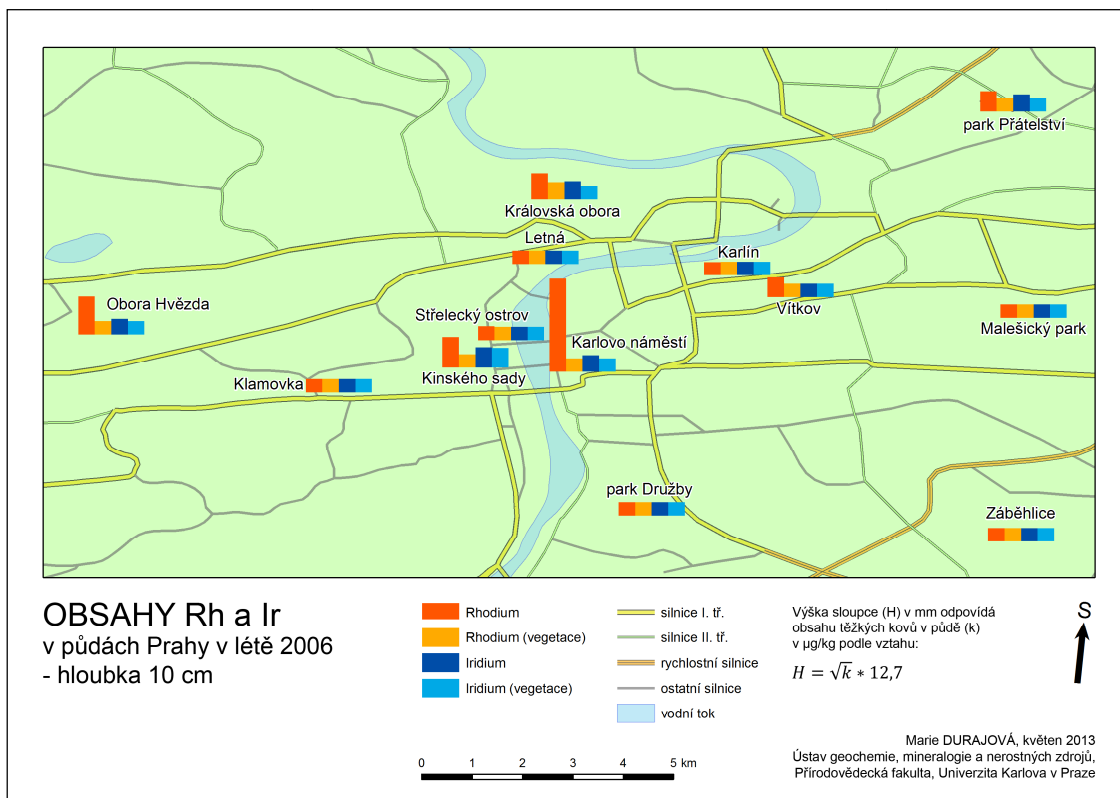 park Přátelství
Královská obora
Letná
Karlín
Obora Hvězda
Vítkov
Střelecký ostrov
Malešický park
Karlovo náměstí
Kinského sady
Klamovka
park Družby
Záběhlice
OBSAHY Rh a Ir
v půdách Prahy v létě 2006
- hloubka 10 cm
Rhodium
Rhodium (vegetace)
Iridium
Iridium (vegetace)
silnice I. tř.
silnice II. tř.
rychlostní silnice
ostatní silnice
vodní tok
Výška sloupce (H) v mm odpovídá
obsahu těžkých kovů v půdě (k)
v µg/kg podle vztahu:
H = √k * 12,7
S
0 1 2 3 4 5 km
Marie DURAJOVÁ, květen 2013
Ústav geochemie, mineralogie a nerostných zdrojů,
Přírodovědecká fakulta, Univerzita Karlova v Praze